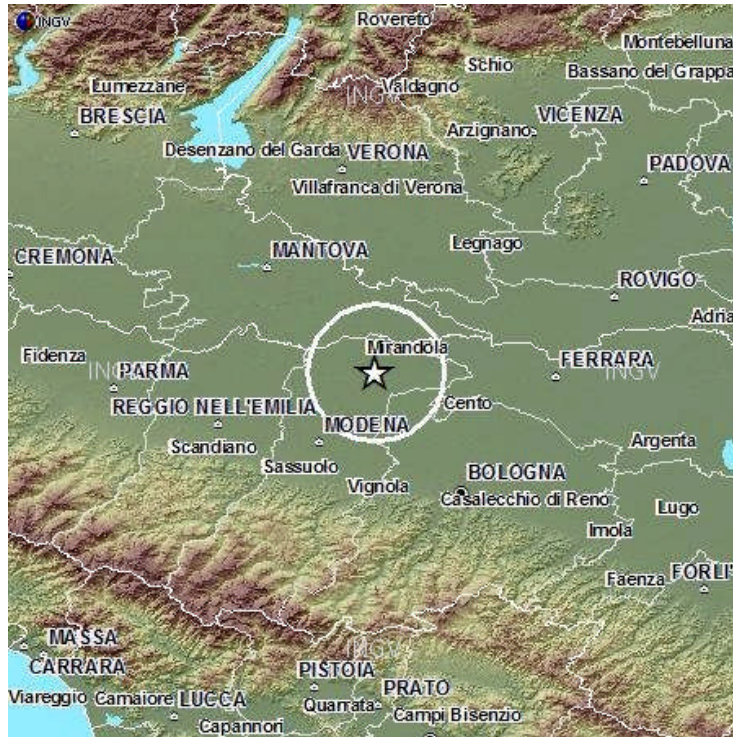 INGV
Rovereto
Montebelluna
Schio
Bassano del Grappa
Lumezzane
INGV
Valdagno
BRESCIA
VICENZA
Arzignano
Desenzano del Garda
VERONA
PADOVA
Villafranca di Verona
Legnago
CREMONA
MANTOVA
ROVIGO
Adria
Mirandola
Fidenza
INGV
PARMA
FERRARA
INGV
REGGIO NELL'EMILIA
Cento
MODENA
Scandiano
Argenta
Sassuolo
Vignola
BOLOGNA
Casalecchio di Reno
Lugo
Imola
Faenza
FORLI'
MASSA
INGV
CARRARA
PISTOIA
Viareggio
Camaiore
LUCCA
PRATO
Quarrata
Campi Bisenzio
Capannori